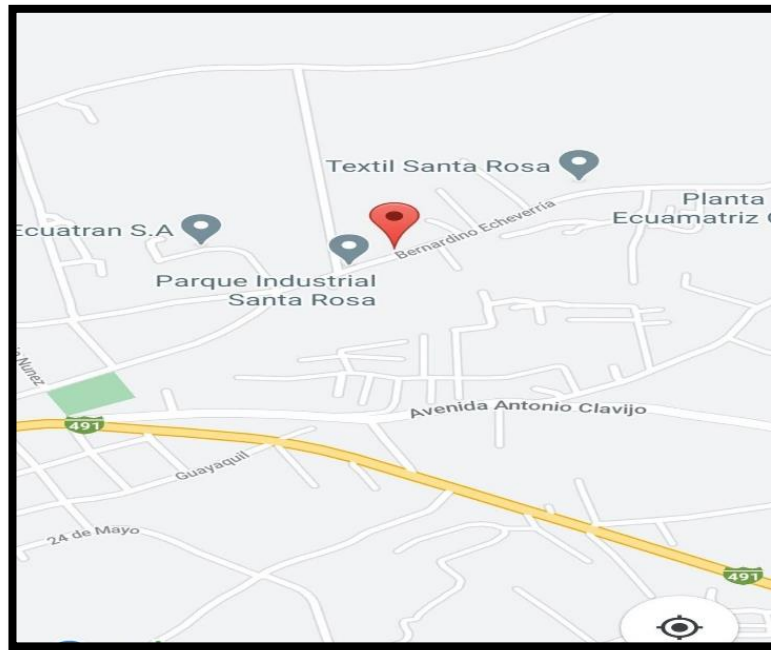 Textil Santa Rosa
Planta
Ecuamatriz
Ecuatran S.A
Bernardino Echeverría
Parque Industrial
Santa Rosa
Nunez
Avenida Antonio Clavijo
491
Guayaquil
24 de Mayo
491